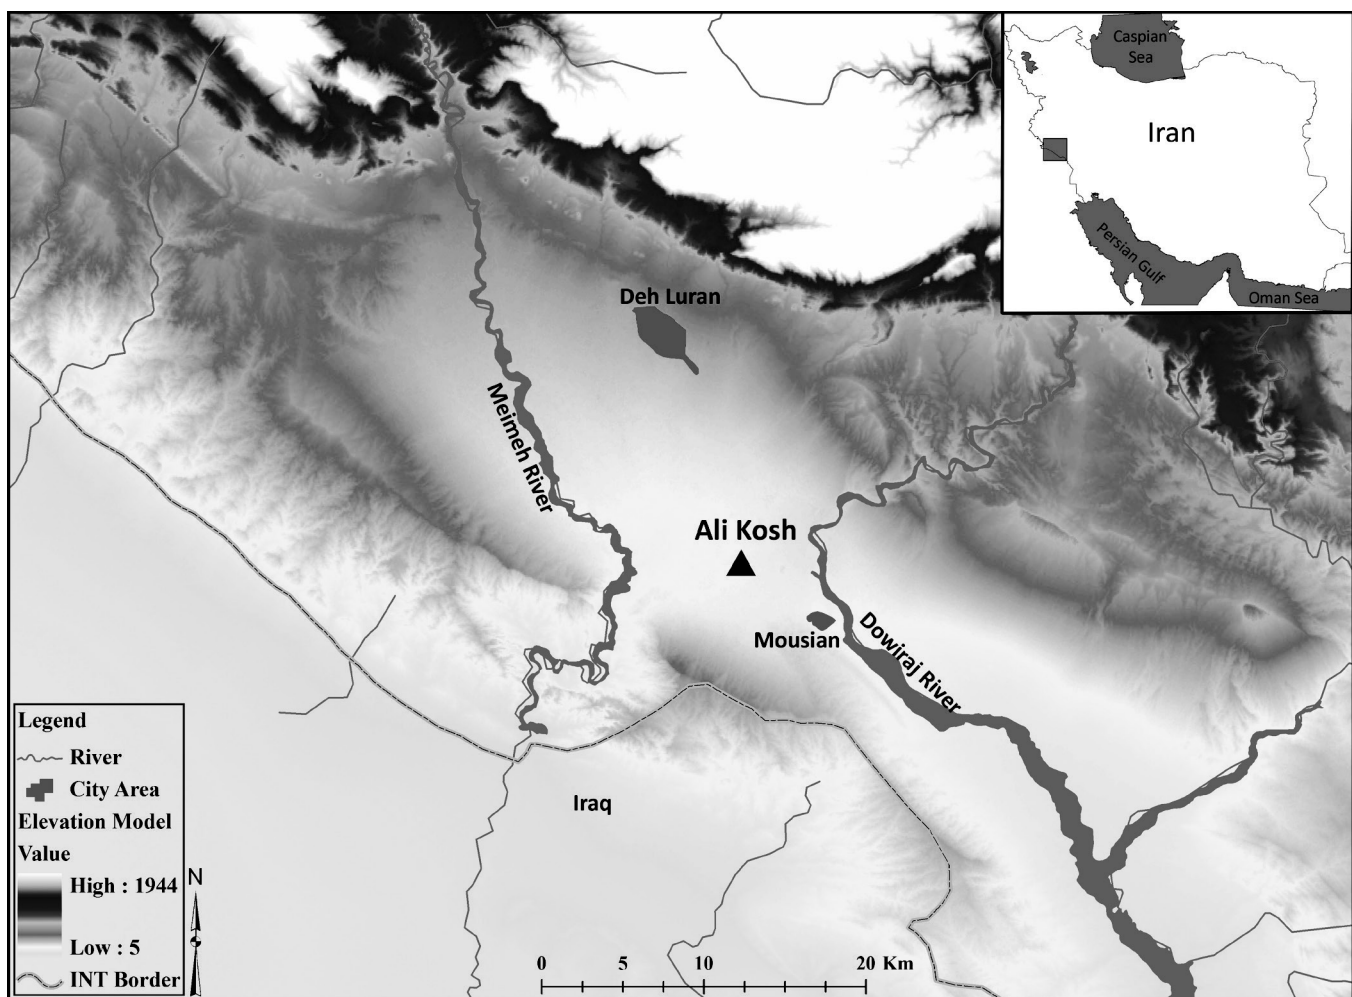 Caspian
Sea
Iran
Persian Gulf
Oman Sea
Deh Luran
Meimeh River
Ali Kosh
Mousian
Dowiraj River
Iraq
Legend
River
City Area
Elevation Model
Value
High : 1944
Low : 5
INT Border
N
0 5 10 20 Km